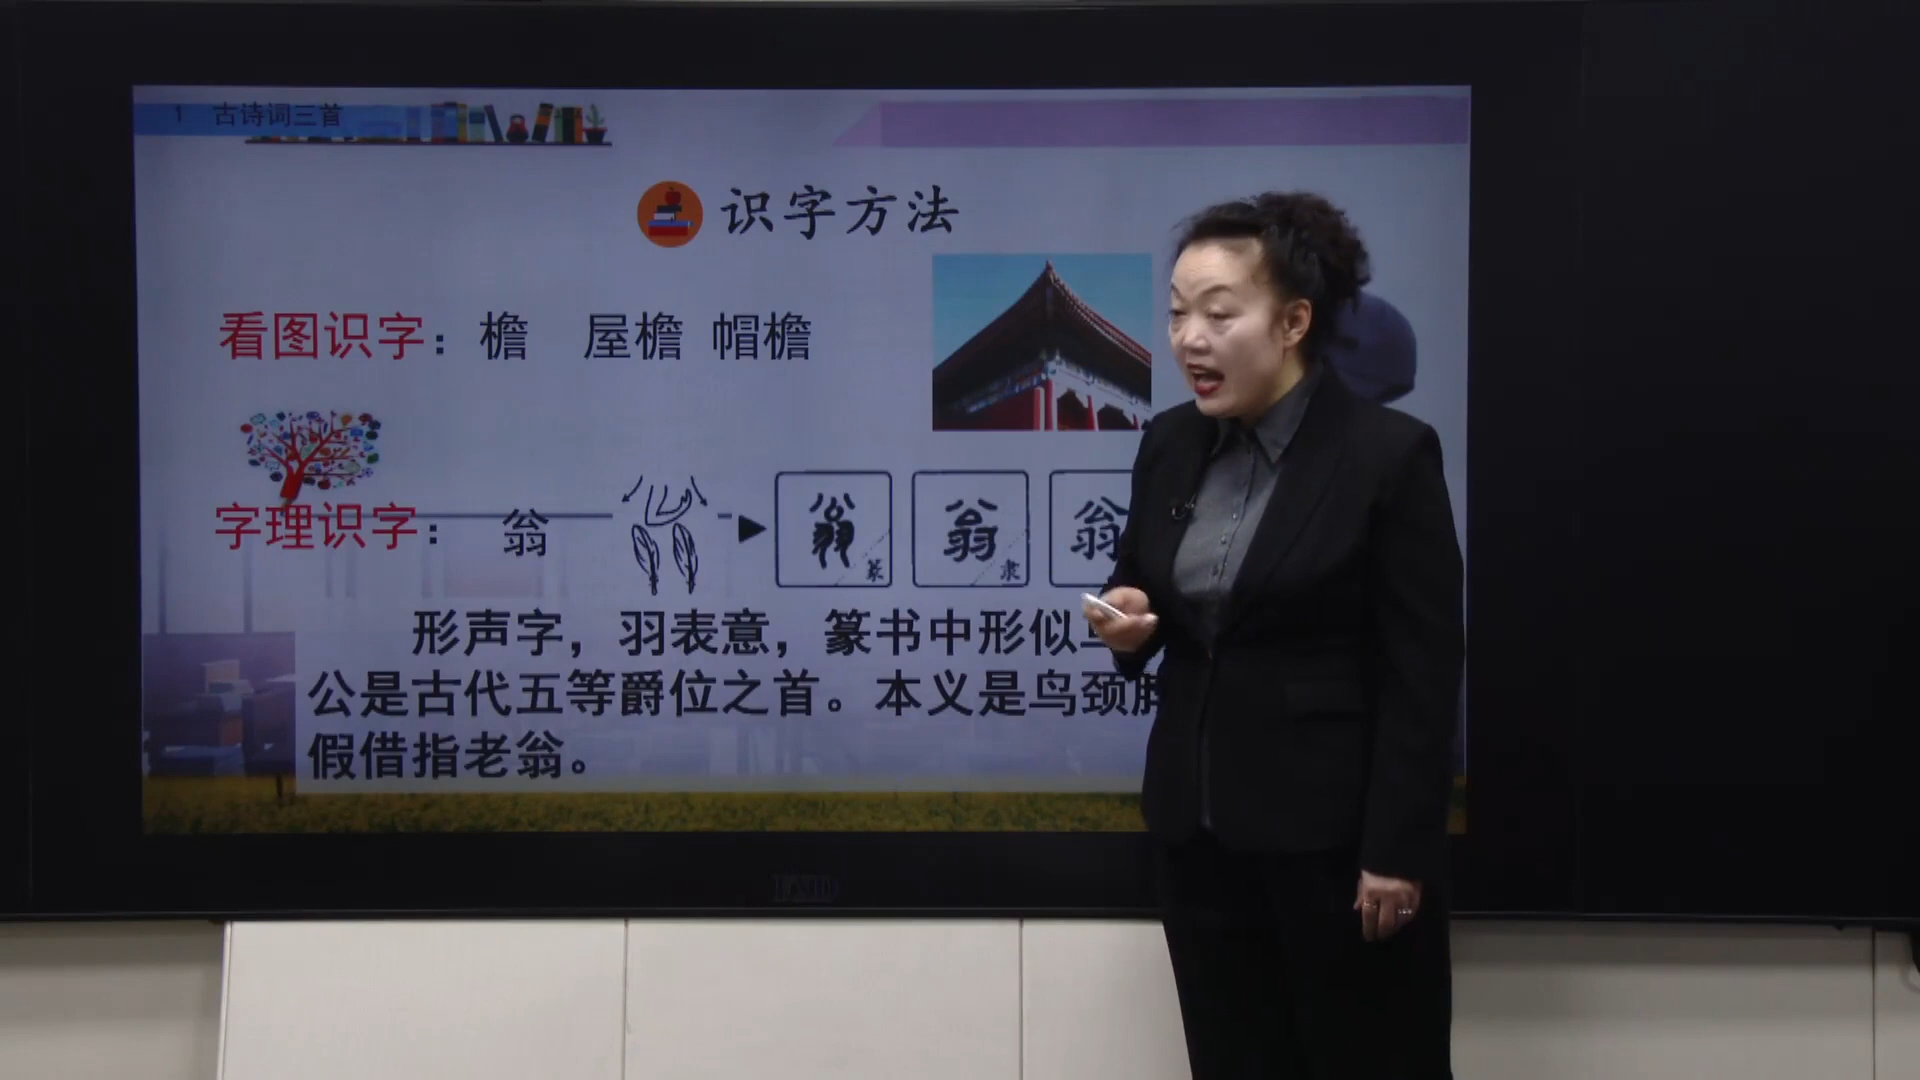 1 古诗词三首
识字方法
看图识字：檐 屋檐 帽檐
字理识字：翁
翁 篆 翁 隶 翁
形声字，羽表意，篆书中形似
公是古代五等爵位之首。本义是鸟颈
假借指老翁。